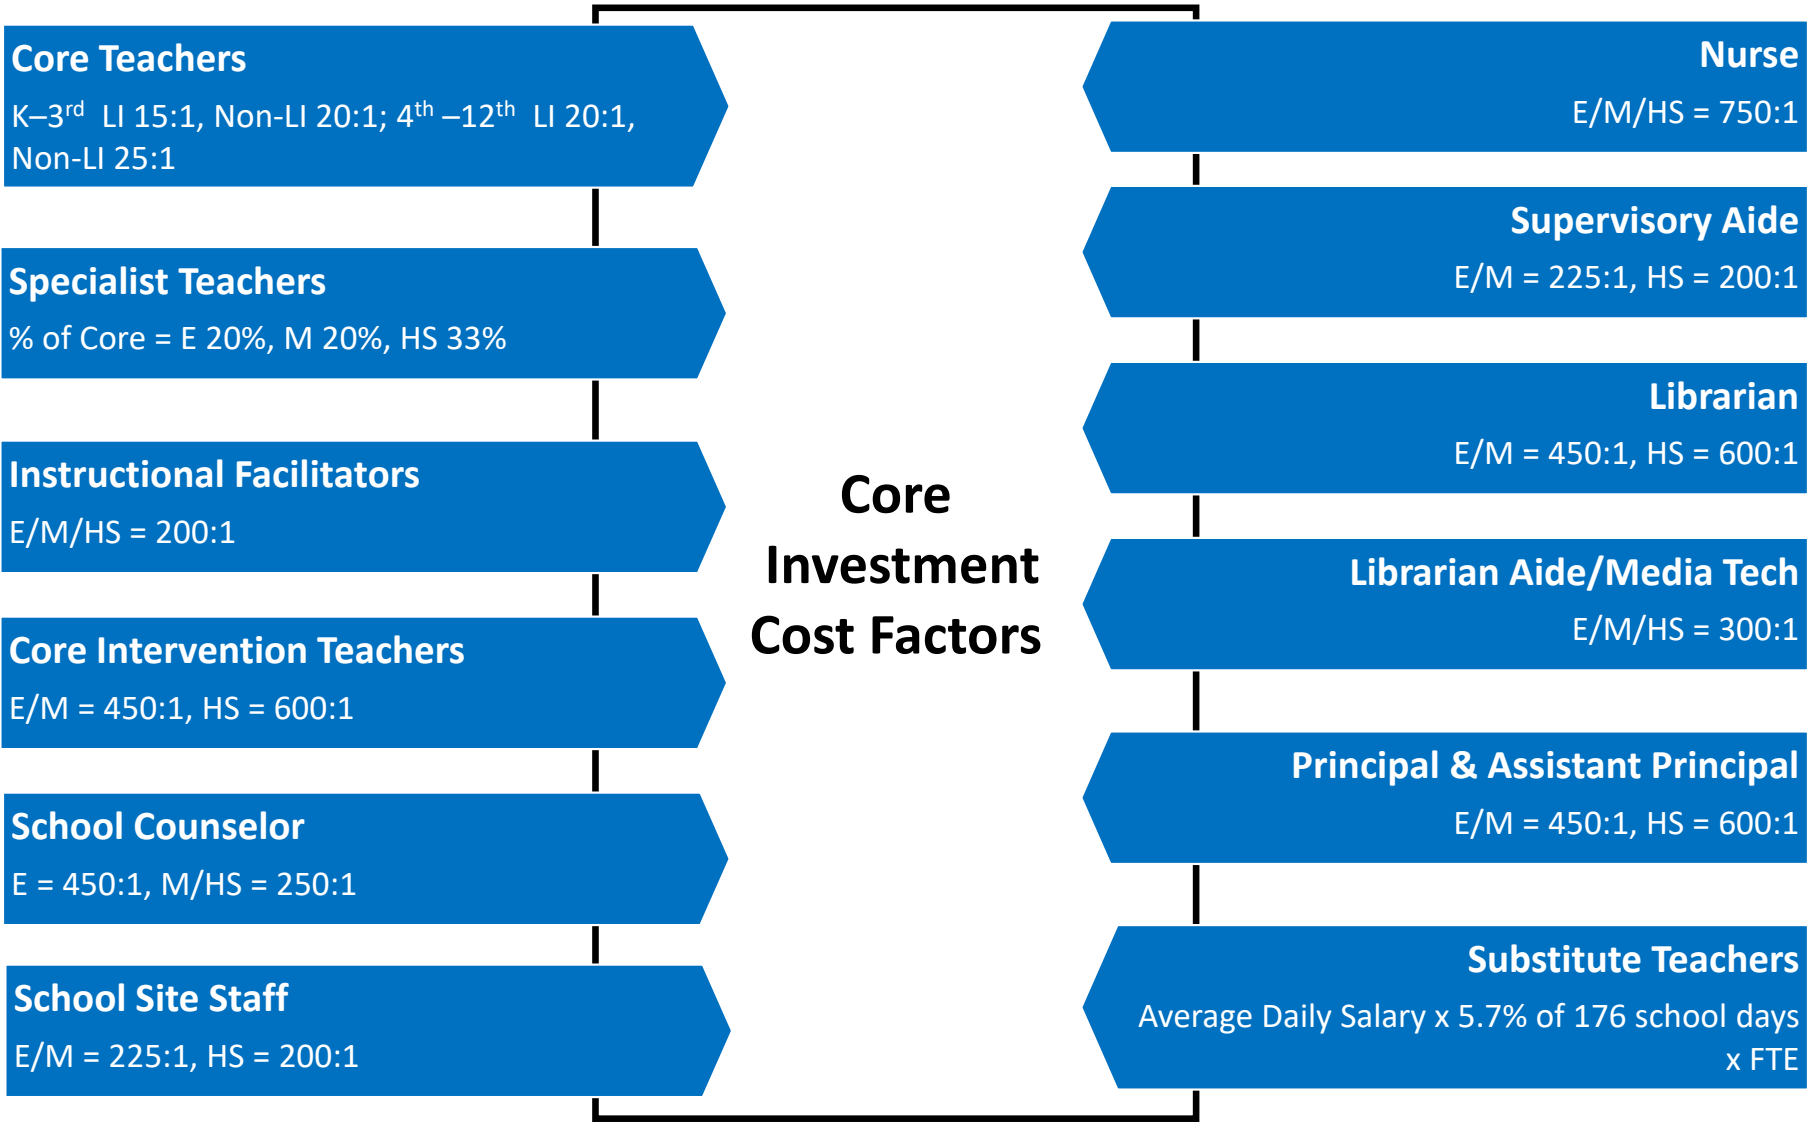 Core Teachers
K–3rd LI 15:1, Non-LI 20:1; 4th –12th LI 20:1,
Non-LI 25:1
Specialist Teachers
% of Core = E 20%, M 20%, HS 33%
Instructional Facilitators
E/M/HS = 200:1
Core Intervention Teachers
E/M = 450:1, HS = 600:1
School Counselor
E = 450:1, M/HS = 250:1
School Site Staff
E/M = 225:1, HS = 200:1
Core
Investment
Cost Factors
Nurse
E/M/HS = 750:1
Supervisory Aide
E/M = 225:1, HS = 200:1
Librarian
E/M = 450:1, HS = 600:1
Librarian Aide/Media Tech
E/M/HS = 300:1
Principal & Assistant Principal
E/M = 450:1, HS = 600:1
Substitute Teachers
Average Daily Salary x 5.7% of 176 school days
x FTE